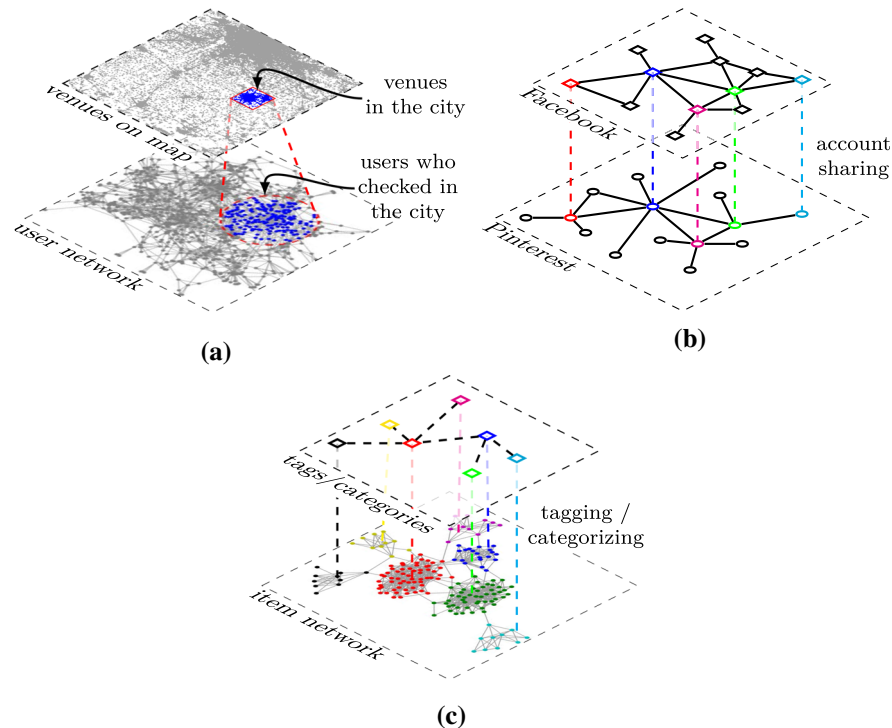 venues
in the city
venues on map
users who
checked in
the city
user network
(a)
Facebook
account
sharing
Pinterest
(b)
tags/categories
tagging /
categorizing
item network
(c)